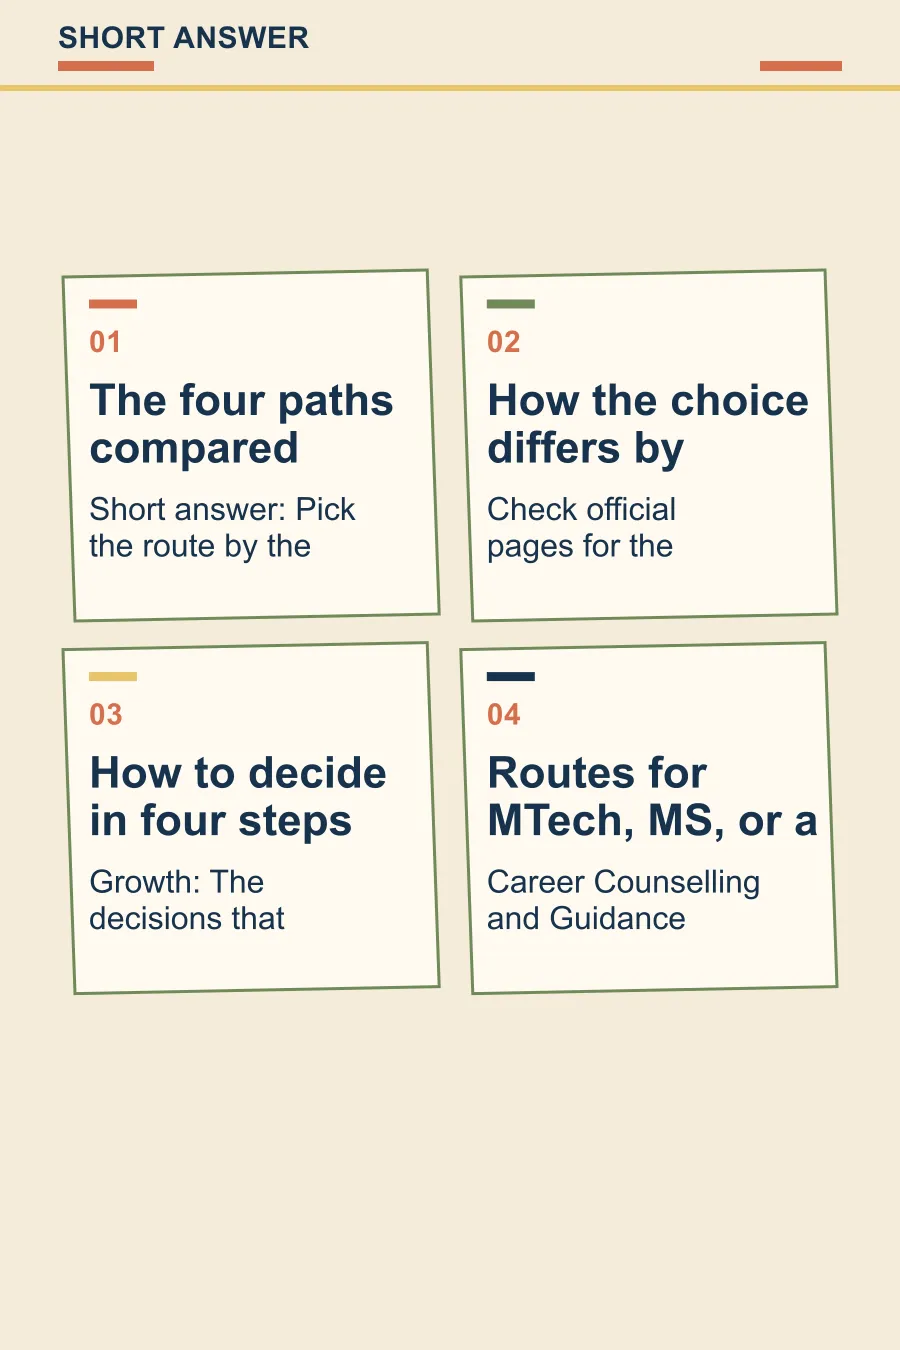 SHORT ANSWER
01
The four paths
compared
Short answer: Pick
the route by the
02
How the choice
differs by
Check official
pages for the
03
How to decide
in four steps
Growth: The
decisions that
04
Routes for
MTech, MS, or a
Career Counselling
and Guidance